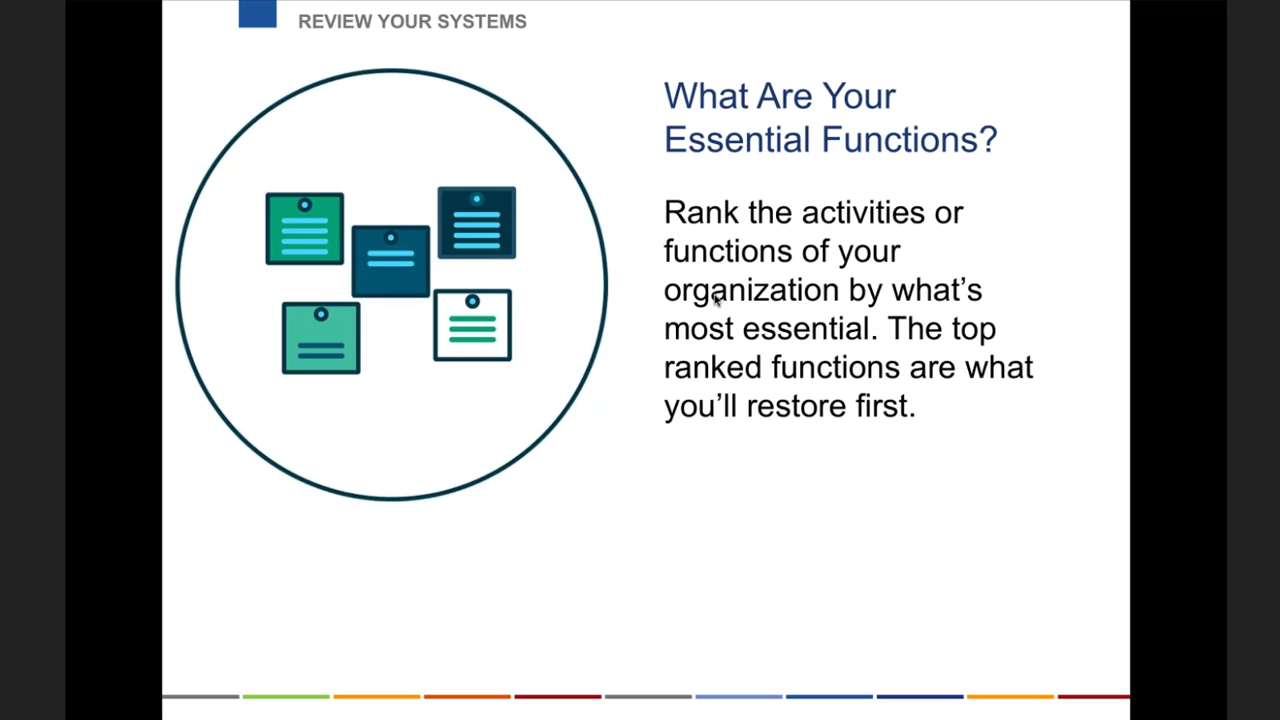 REVIEW YOUR SYSTEMS
What Are Your
Essential Functions?
Rank the activities or
functions of your
organization by what’s
most essential. The top
ranked functions are what
you’ll restore first.